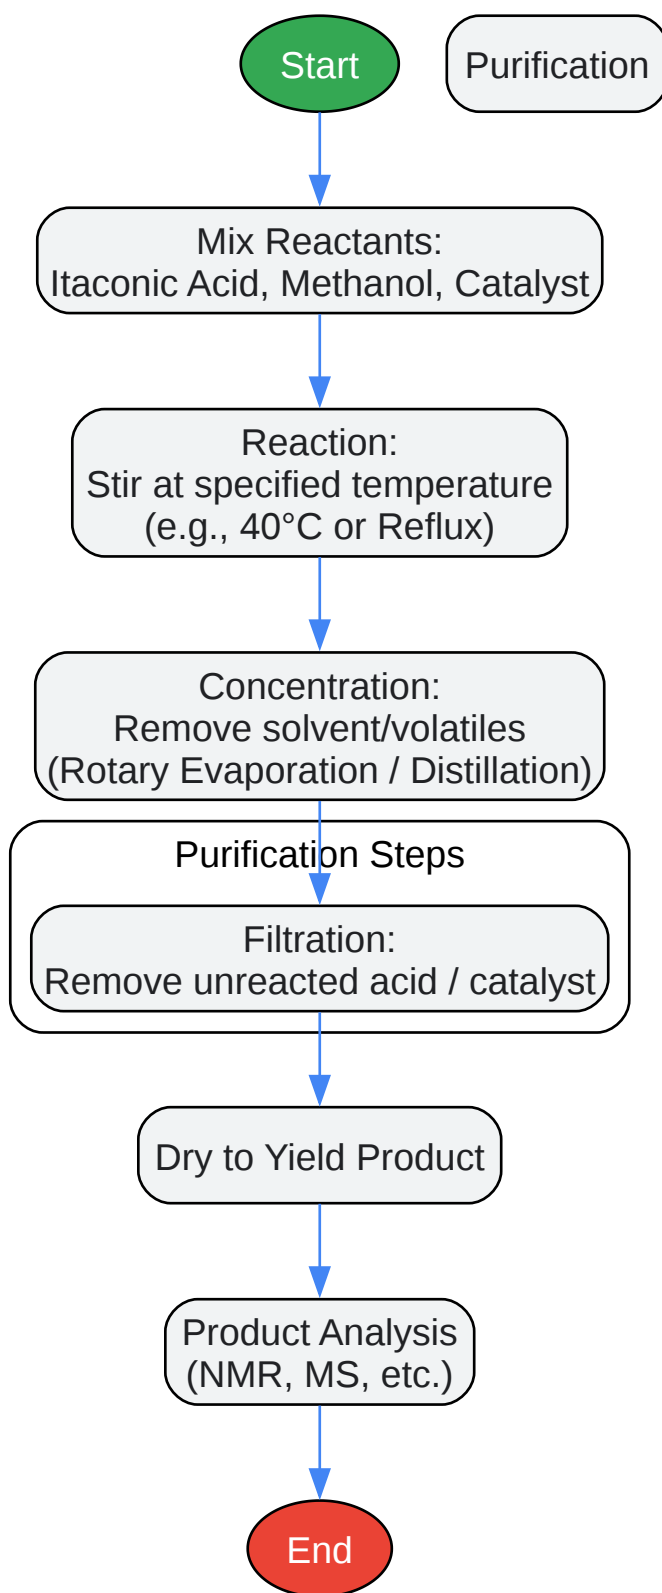 Start
Purification
Mix Reactants:
Itaconic Acid, Methanol, Catalyst
Reaction:
Stir at specified temperature
(e.g., 40°C or Reflux)
Concentration:
Remove solvent/volatiles
(Rotary Evaporation / Distillation)
Purification Steps
Filtration:
Remove unreacted acid / catalyst
Dry to Yield Product
Product Analysis
(NMR, MS, etc.)
End